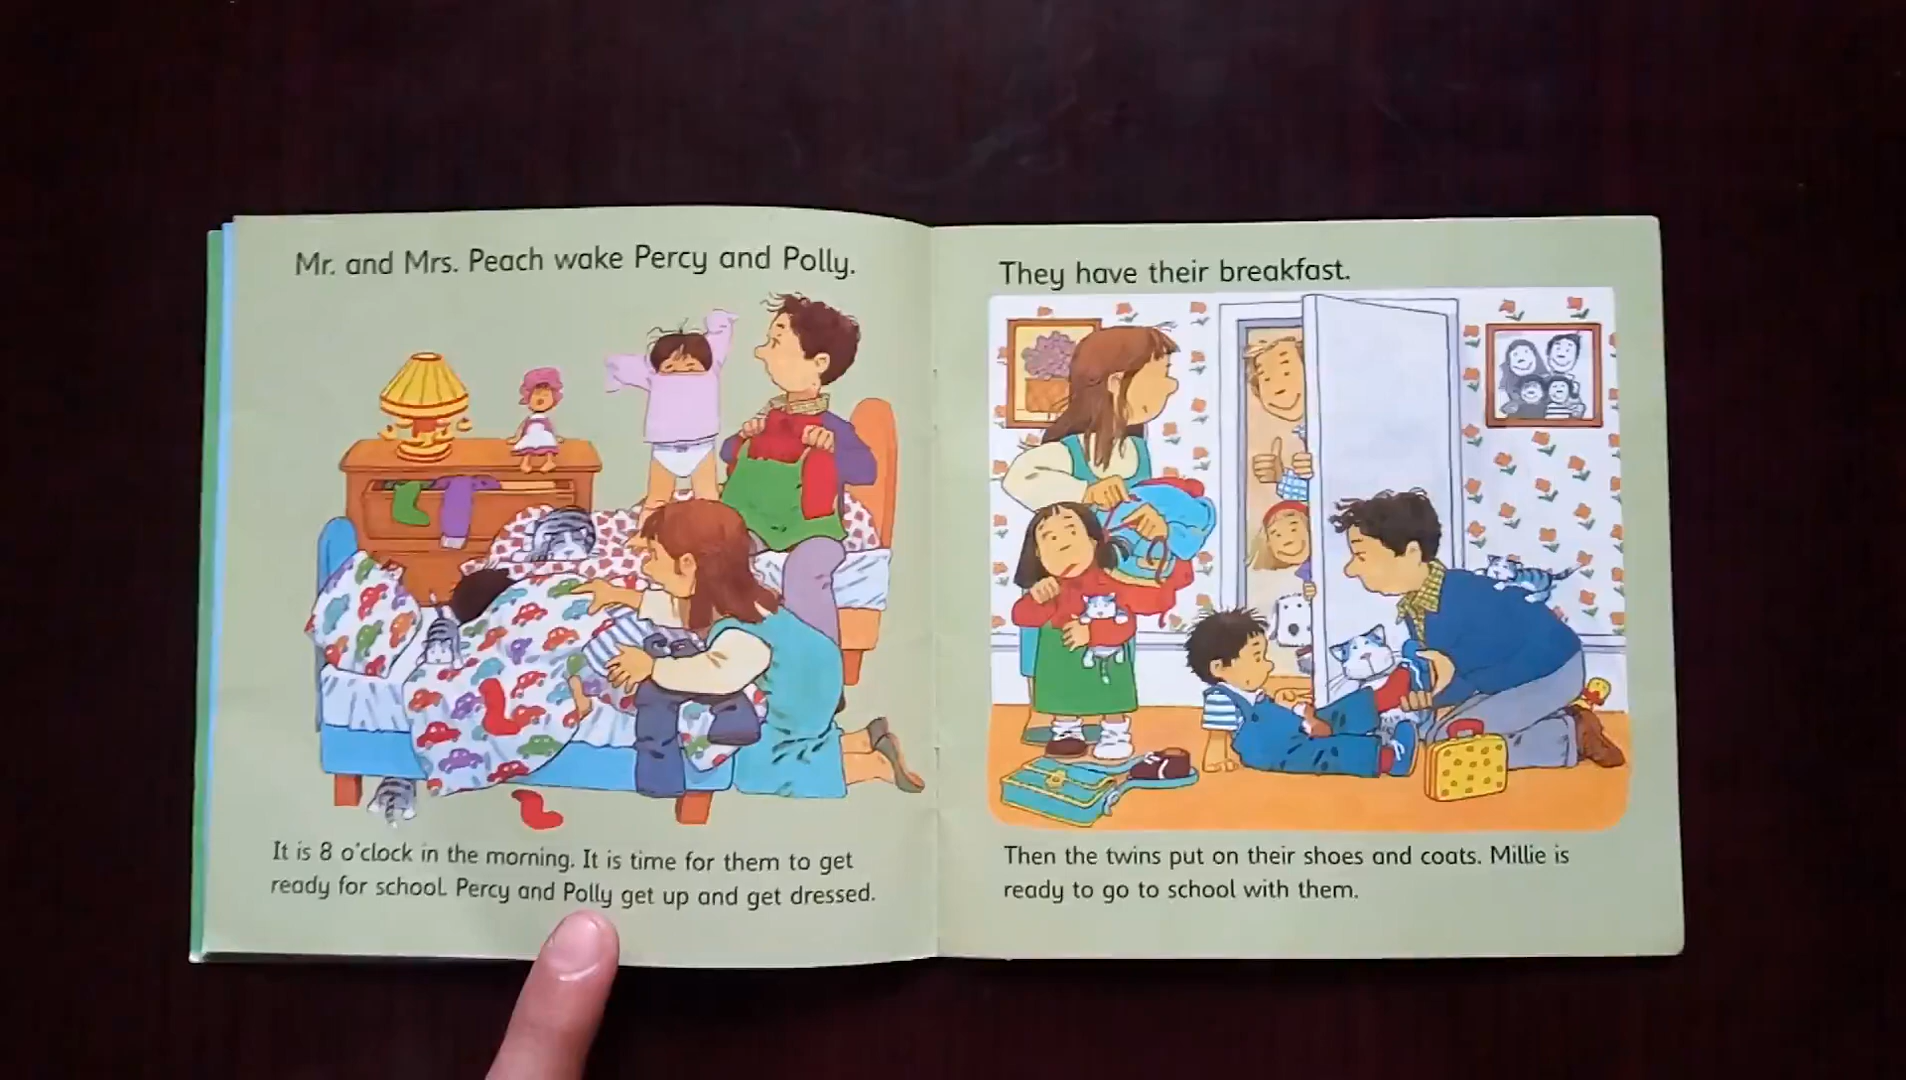 Mr. and Mrs. Peach wake Percy and Polly.
It is 8 o'clock in the morning. It is time for them to get
ready for school. Percy and Polly get up and get dressed.
They have their breakfast.
Then the twins put on their shoes and coats. Millie is
ready to go to school with them.